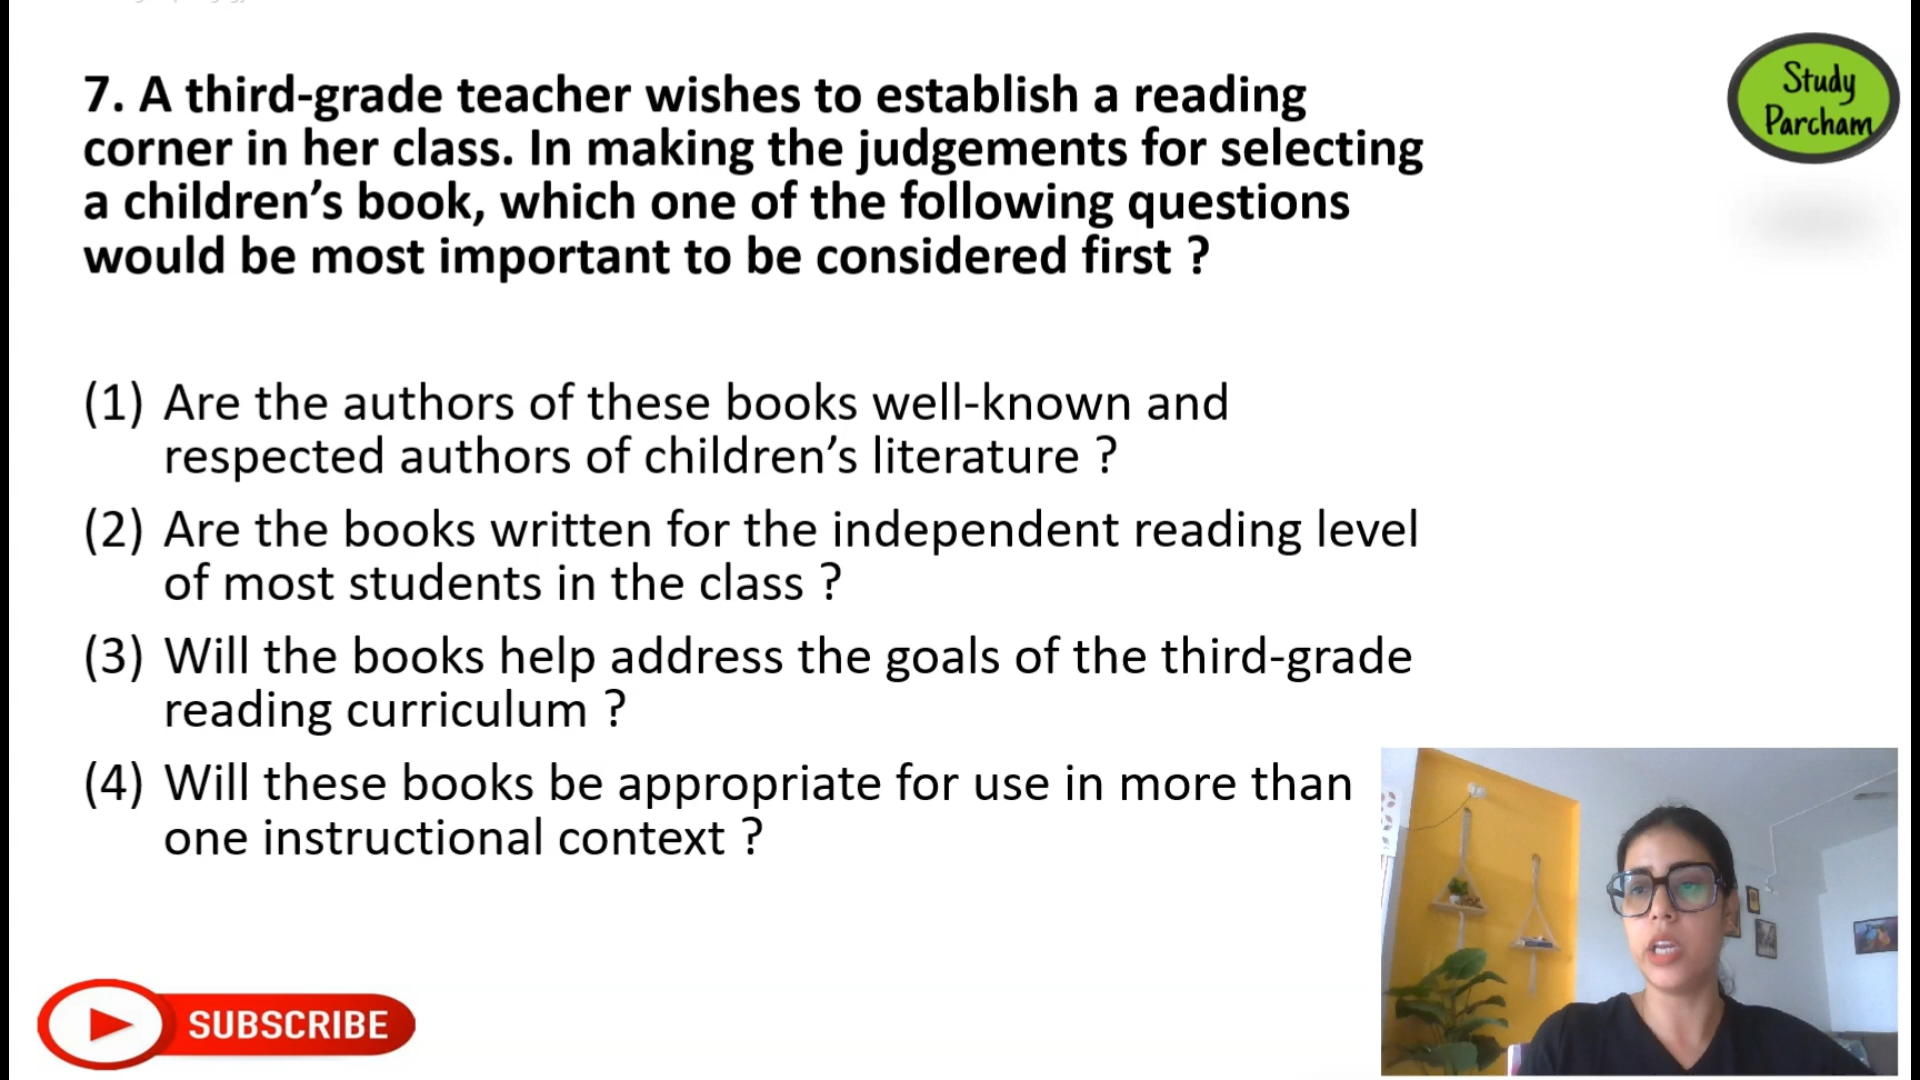 7. A third-grade teacher wishes to establish a reading
corner in her class. In making the judgements for selecting
a children’s book, which one of the following questions
would be most important to be considered first ?
(1) Are the authors of these books well-known and
respected authors of children’s literature ?
(2) Are the books written for the independent reading level
of most students in the class ?
(3) Will the books help address the goals of the third-grade
reading curriculum ?
(4) Will these books be appropriate for use in more than
one instructional context ?
Study
Parcham
SUBSCRIBE